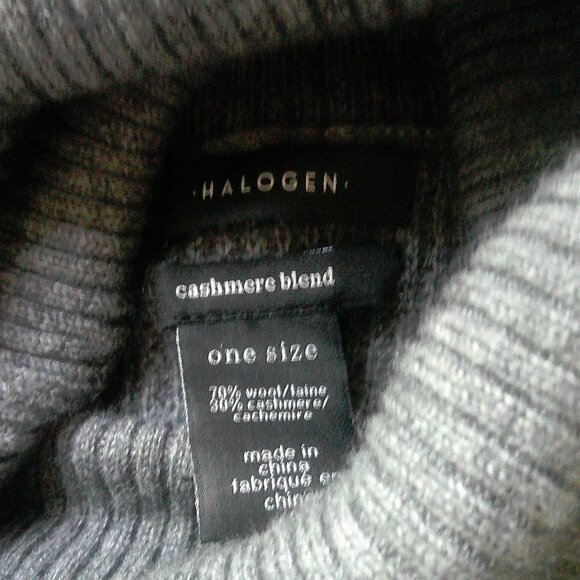 ·HALOGEN·
cashmere blend
one size
70% wool/laine
30% cashmere/
cachemire
made in
china
fabriqué en
chine